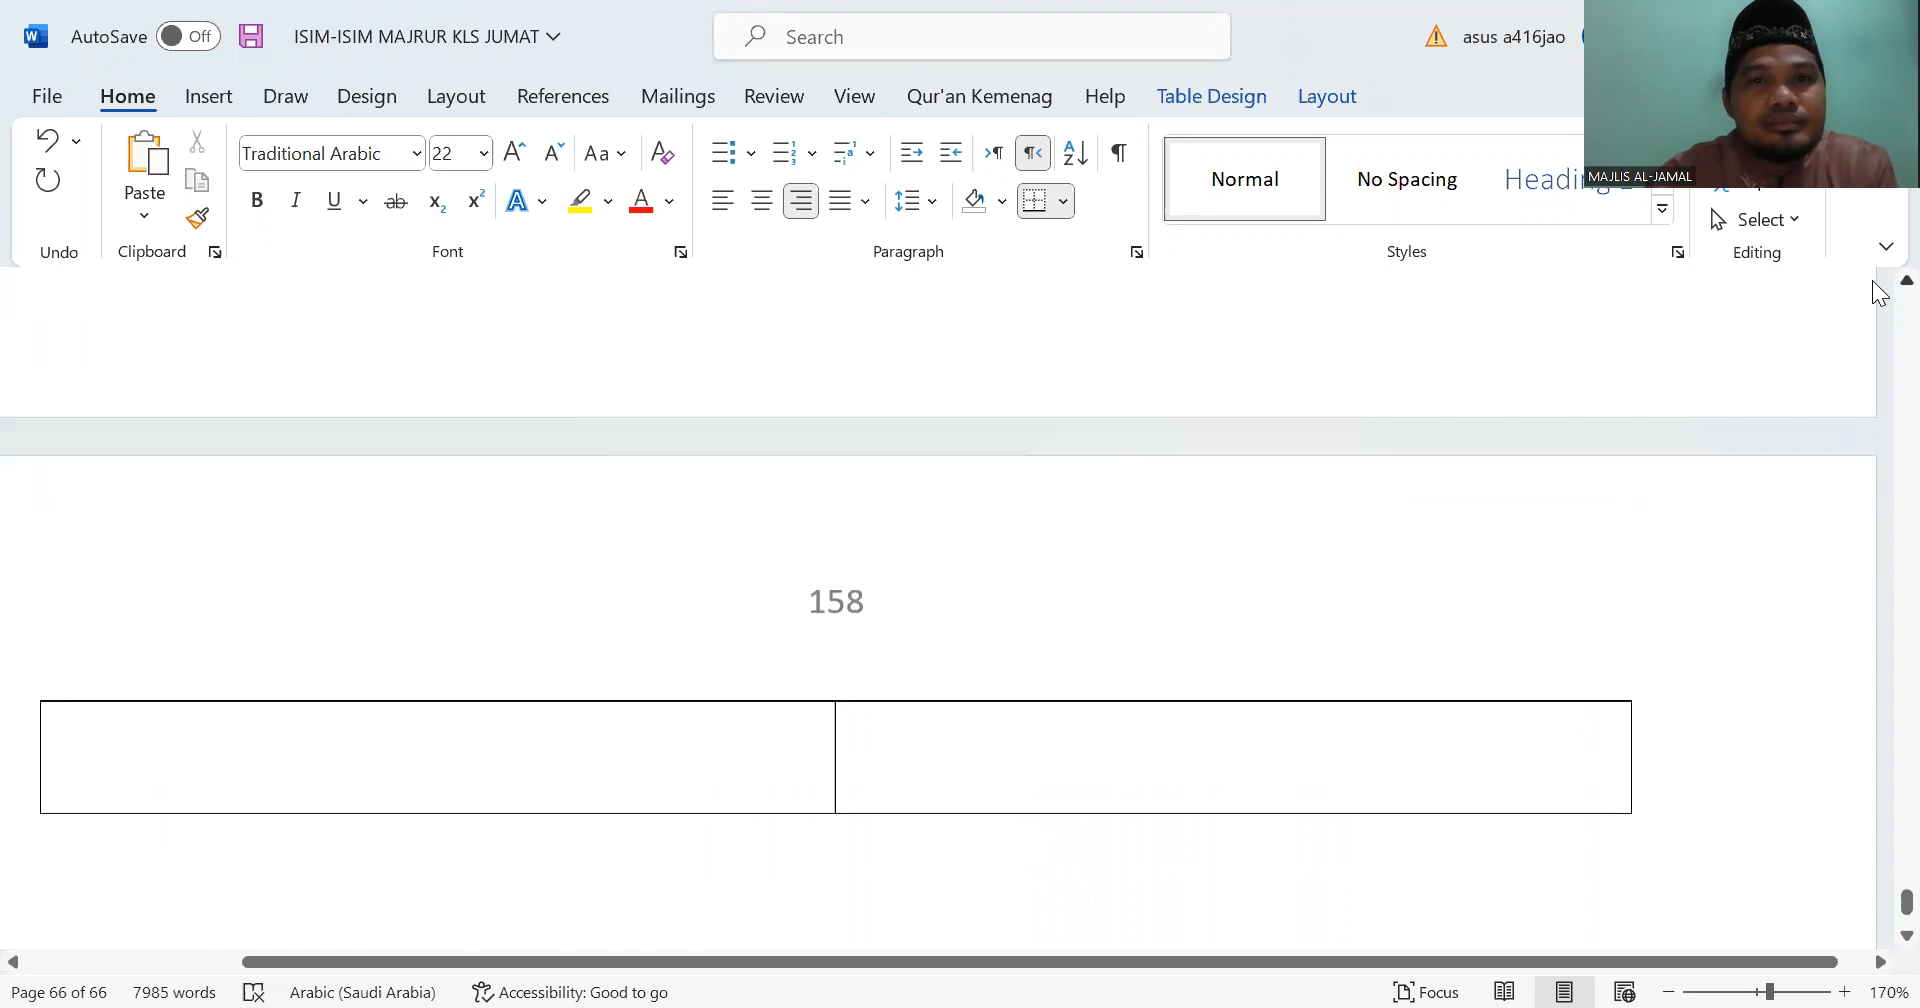 AutoSave Off ISIM-ISIM MAJRUR KLS JUMAT Search asus a416jao
File Home Insert Draw Design Layout References Mailings Review View Qur'an Kemenag Help Table Design Layout
Traditional Arabic 22 Aa
Paste
Normal No Spacing Heading
MAJLIS AL-JAMAL
Select
Undo Clipboard Font Paragraph Styles Editing
158
Page 66 of 66 7985 words Arabic (Saudi Arabia) Accessibility: Good to go Focus 170%